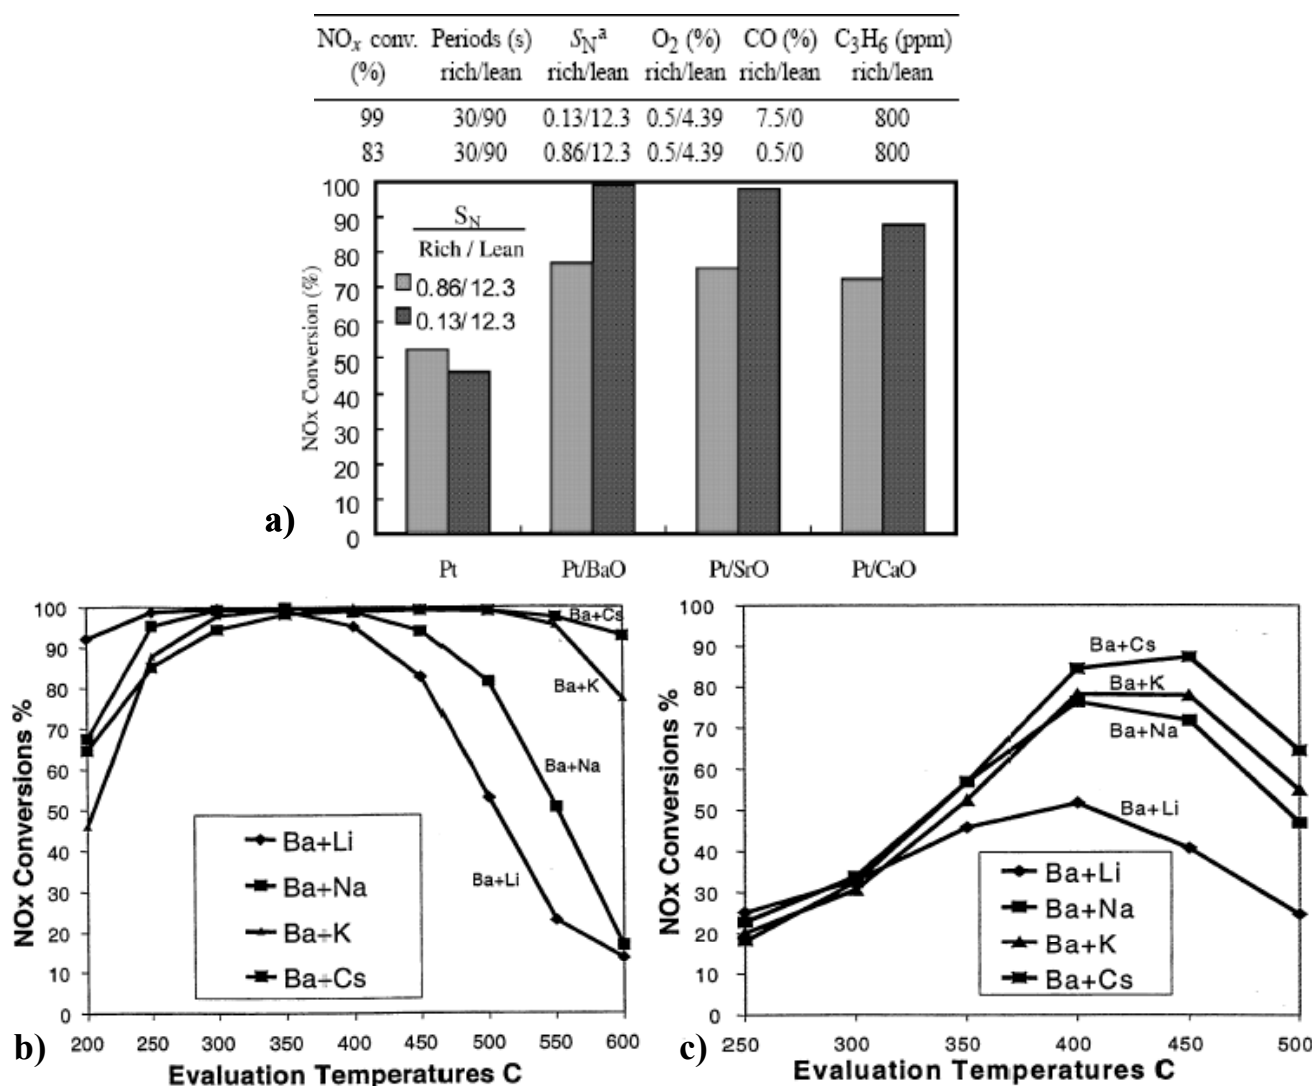 NOx conv. Periods (s) SNa O2 (%) CO (%) C3H6 (ppm)
(%) rich/lean rich/lean rich/lean rich/lean rich/lean
99 30/90 0.13/12.3 0.5/4.39 7.5/0 800
83 30/90 0.86/12.3 0.5/4.39 0.5/0 800
NOx Conversion (%)
100
90
80
70
60
50
40
30
20
10
0
SN
Rich / Lean
0.86/12.3
0.13/12.3
Pt Pt/BaO Pt/SrO Pt/CaO
a)
NOx Conversions %
100
90
80
70
60
50
40
30
20
10
0
Ba+Cs
Ba+K
Ba+Na
Ba+Li
Ba+Li
Ba+Na
Ba+K
Ba+Cs
200 250 300 350 400 450 500 550 600
Evaluation Temperatures C
b)
NOx Conversions %
100
90
80
70
60
50
40
30
20
10
0
Ba+Cs
Ba+K
Ba+Na
Ba+Li
Ba+Li
Ba+Na
Ba+K
Ba+Cs
250 300 350 400 450 500
Evaluation Temperatures C
c)